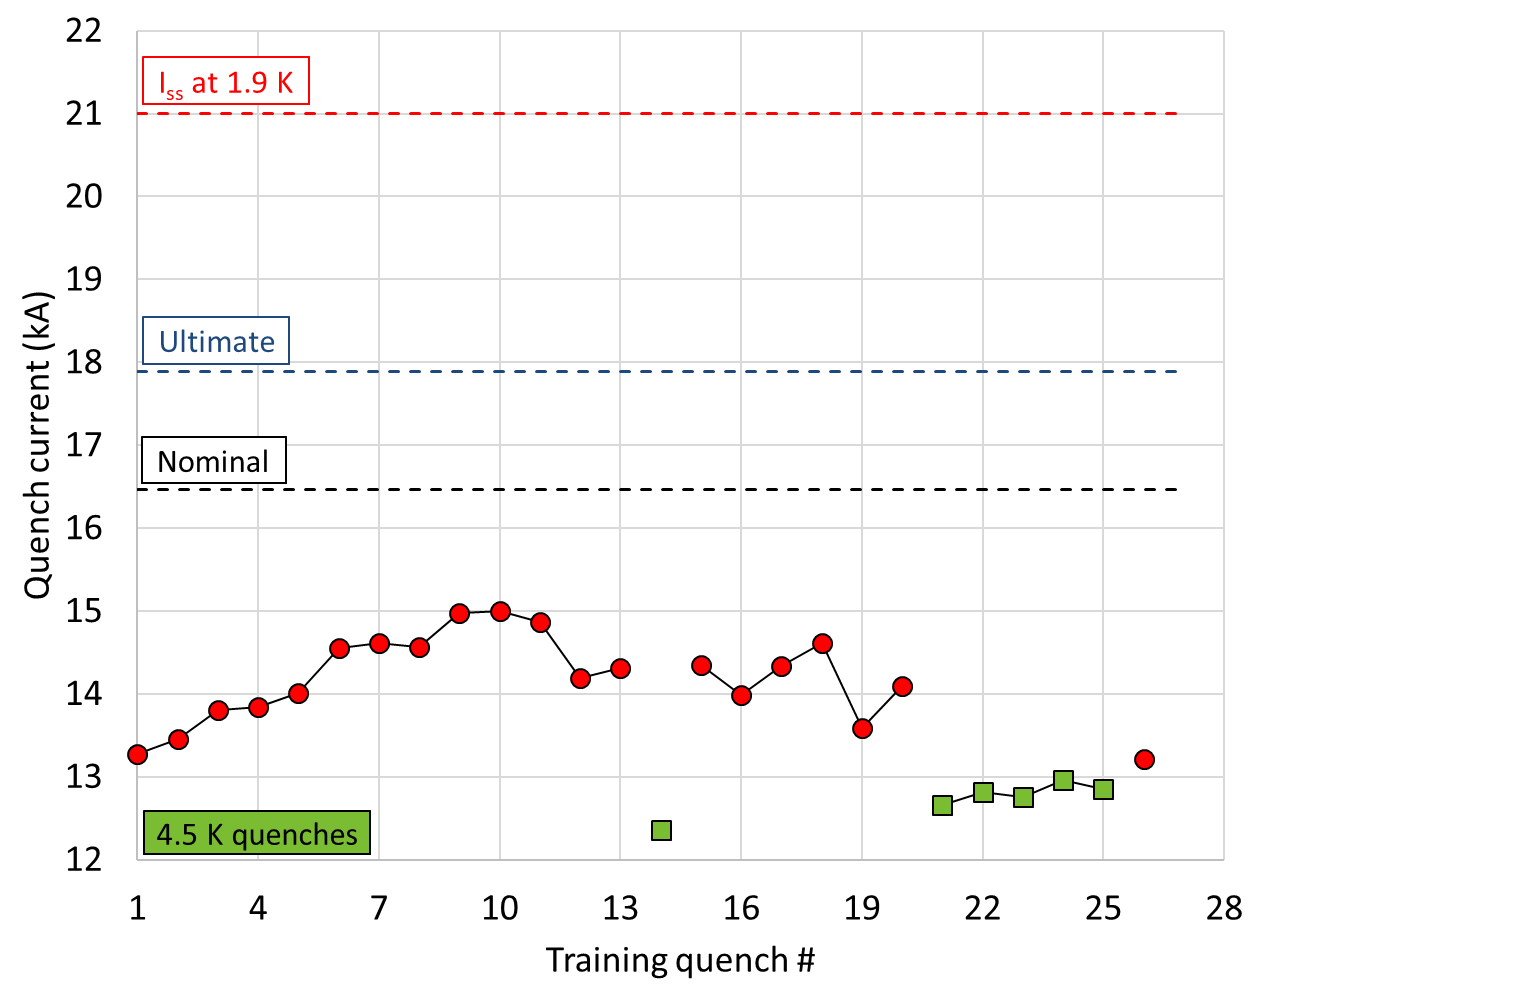 22
I_ss at 1.9 K
21
20
19
Ultimate
18
17
Nominal
16
15
14
13
4.5 K quenches
12
Quench current (kA)
1 4 7 10 13 16 19 22 25 28
Training quench #